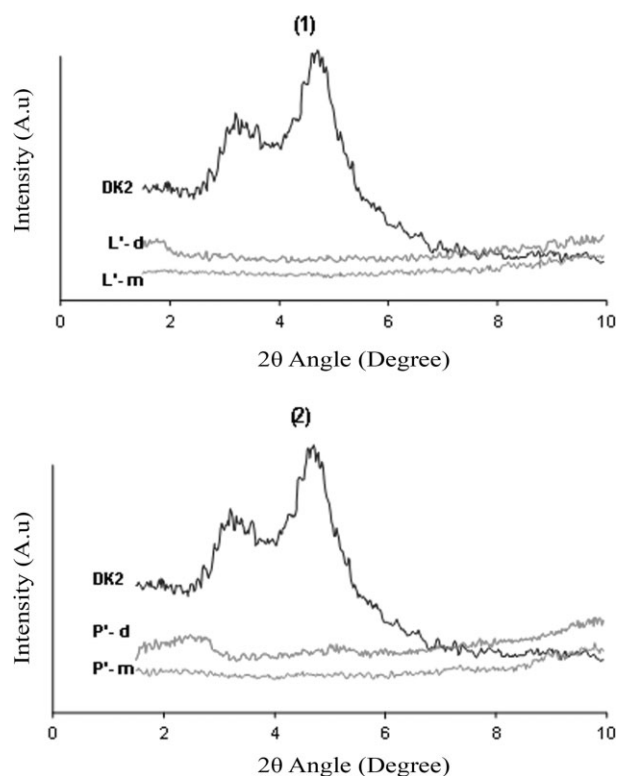 (1)
Intensity (A.u)
DK2
L'- d
L'- m
0 2 4 6 8 10
2θ Angle (Degree)
(2)
Intensity (A.u)
DK2
P'- d
P'- m
0 2 4 6 8 10
2θ Angle (Degree)